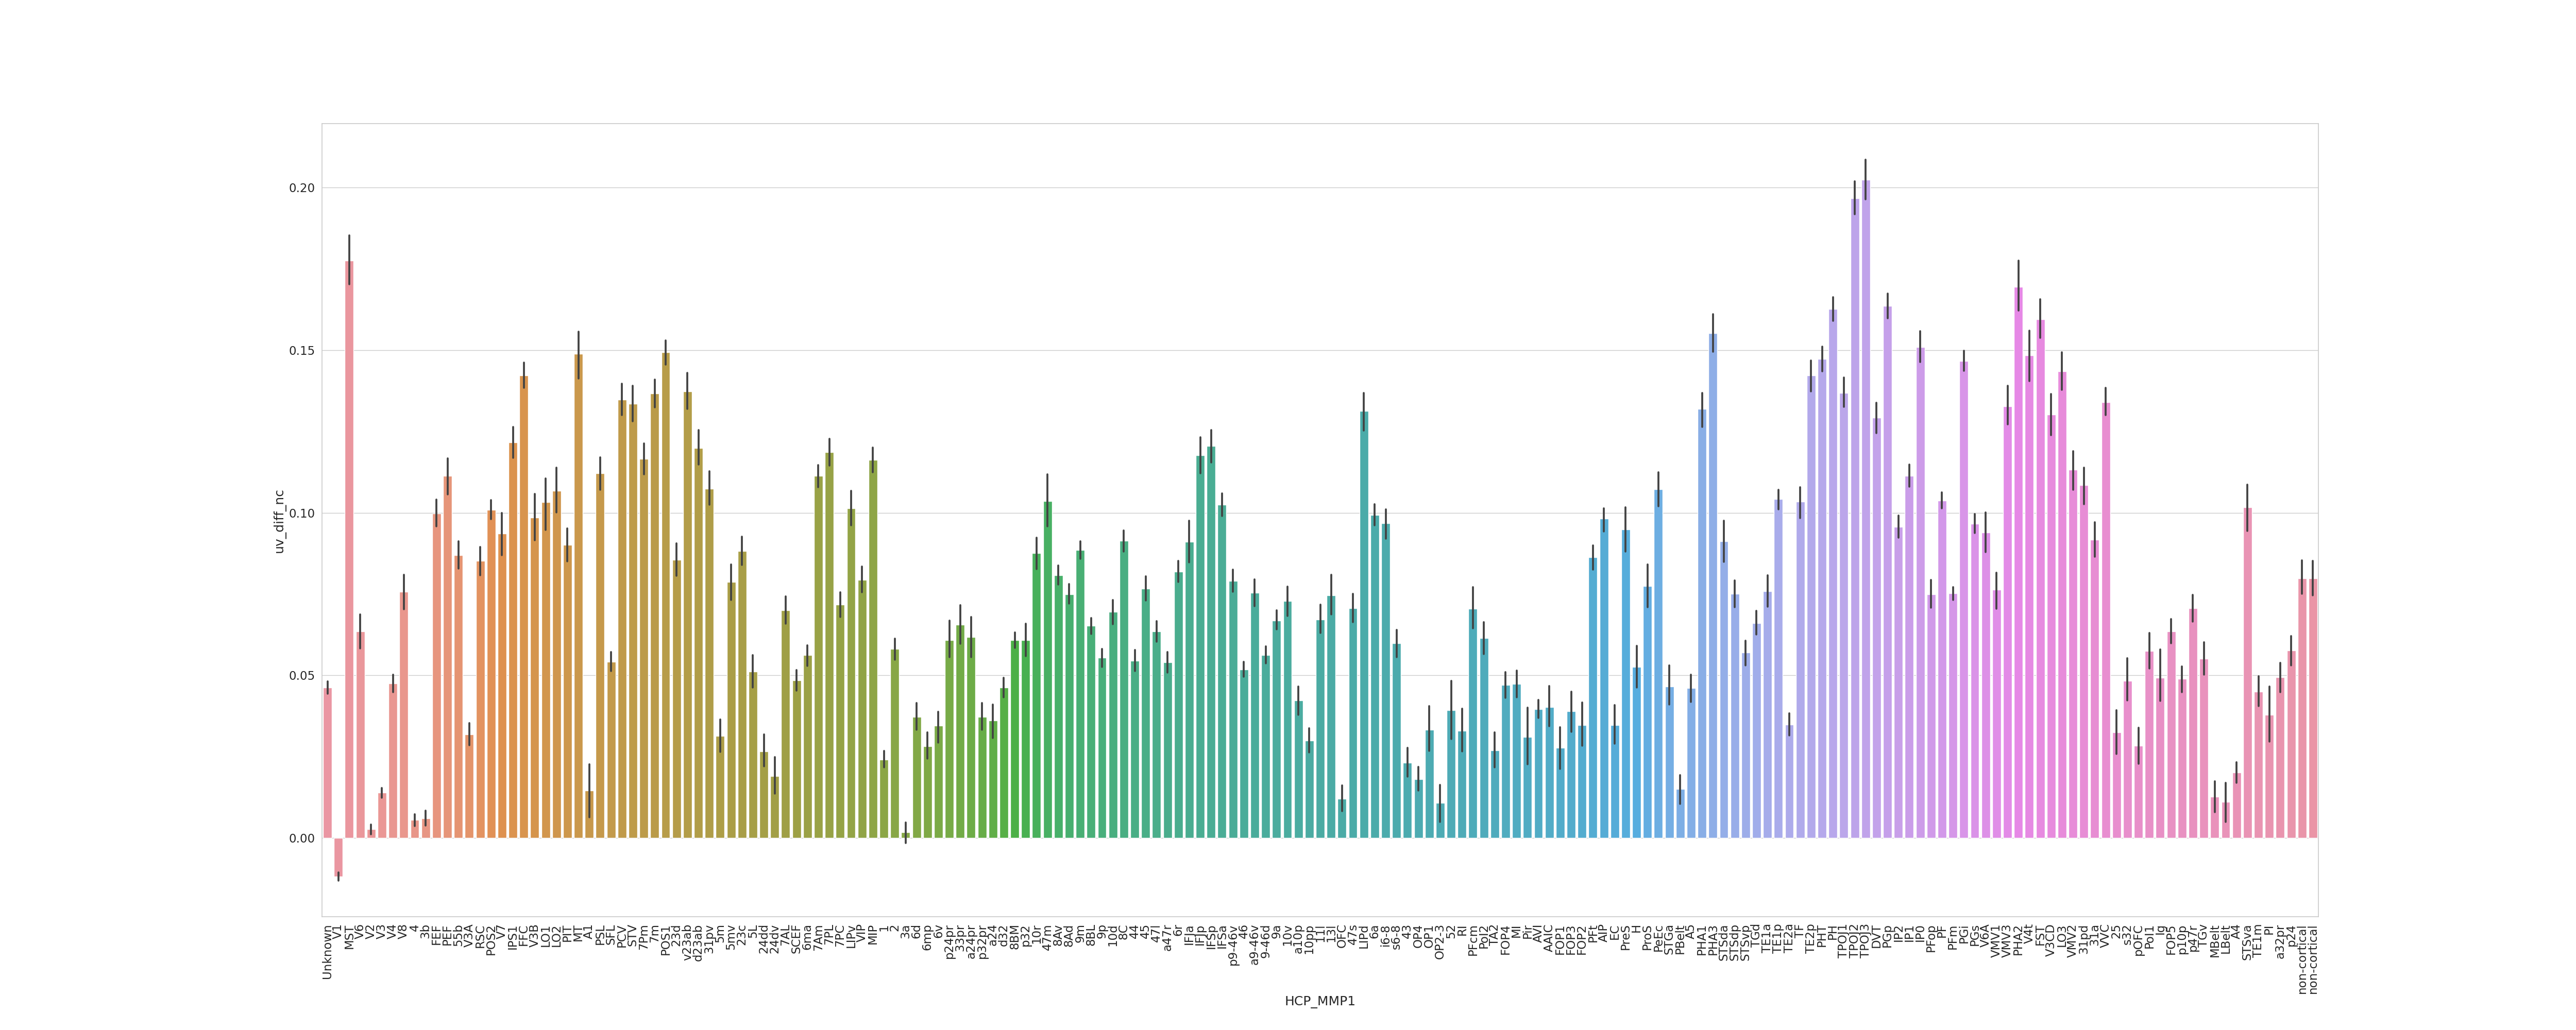 0.20
0.15
0.10
0.05
0.00
uv_diff_nc
Unknown
V1
MST
V6
V2
V3
V4
V8
4
3b
FEF
PEF
55b
V3A
RSC
POS2
V7
IPS1
FFC
V3B
LO1
LO2
PIT
MT
A1
PSL
SFL
PCV
STV
7Pm
7m
POS1
23d
v23ab
d23ab
31pv
5m
5mv
23c
5L
24dd
24dv
7AL
SCEF
6ma
7Am
7PL
7PC
LIPv
VIP
MIP
1
2
3a
6d
6mp
6v
p24pr
33pr
a24pr
p32pr
a24
d32
8BM
p32
10r
47m
8Av
8Ad
9m
8BL
9p
10d
8C
44
45
47l
a47r
6r
IFJa
IFJp
IFSp
IFSa
p9-46v
46
a9-46v
9-46d
9a
10v
a10p
10pp
11l
13l
OFC
47s
LIPd
6a
i6-8
s6-8
43
OP4
OP1
OP2-3
52
RI
PFcm
PoI2
TA2
FOP4
MI
Pir
AVI
AAIC
FOP1
FOP3
FOP2
PFt
AIP
EC
PreS
H
ProS
PeEc
STGa
PBelt
A5
PHA1
PHA3
STSda
STSdp
STSvp
TGd
TE1a
TE1p
TE2a
TF
TE2p
PHT
PH
TPOJ1
TPOJ2
TPOJ3
DVT
PGp
IP2
IP1
IP0
PFop
PF
PFm
PGi
PGs
V6A
VMV1
VMV3
PHA2
V4t
FST
V3CD
LO3
VMV2
31pd
31a
VVC
25
s32
pOFC
PoI1
Ig
FOP5
p10p
p47r
TGv
MBelt
LBelt
A4
STSva
TE1m
PI
a32pr
p24
non-cortical
non-cortical
HCP_MMP1